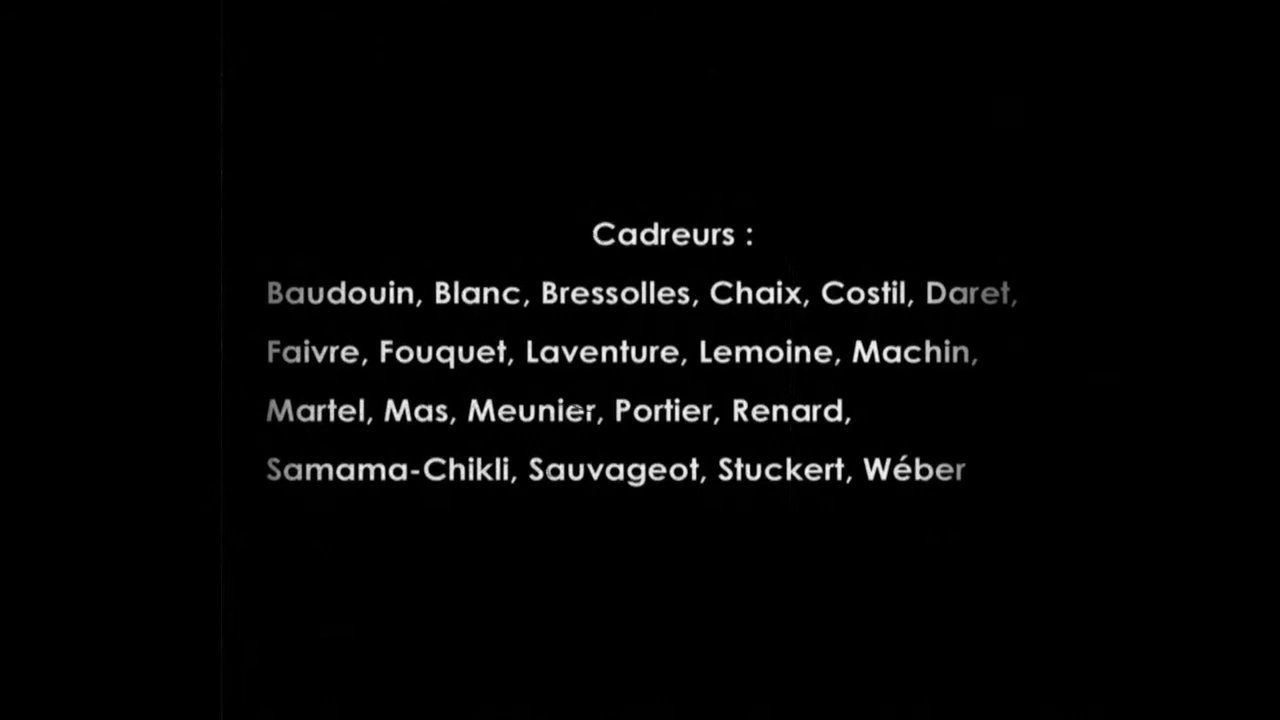 Cadreurs :
Baudouin, Blanc, Bressolles, Chaix, Costil, Daret,
Faivre, Fouquet, Laventure, Lemoine, Machin,
Martel, Mas, Meunier, Portier, Renard,
Samama-Chikli, Sauvageot, Stuckert, Wéber